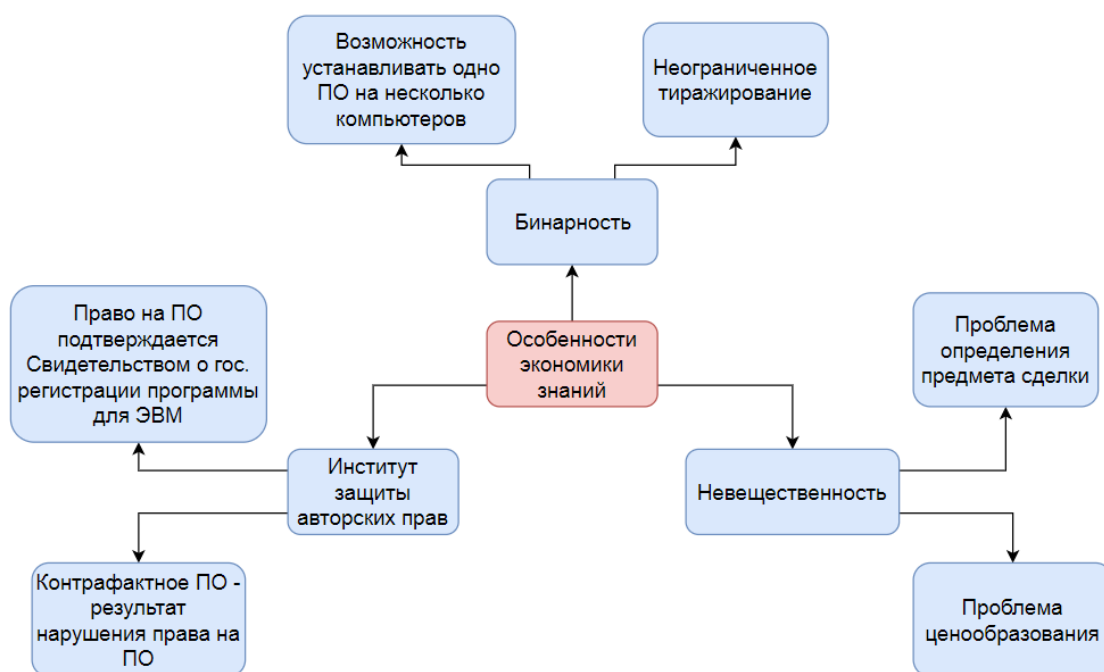 Возможность
устанавливать одно
ПО на несколько
компьютеров
Неограниченное
тиражирование
Бинарность
Право на ПО
подтверждается
Свидетельством о гос.
регистрации программы
для ЭВМ
Особенности
экономики
знаний
Проблема
определения
предмета сделки
Институт
защиты
авторских прав
Невещественность
Контрафактное ПО -
результат
нарушения права на
ПО
Проблема
ценообразования